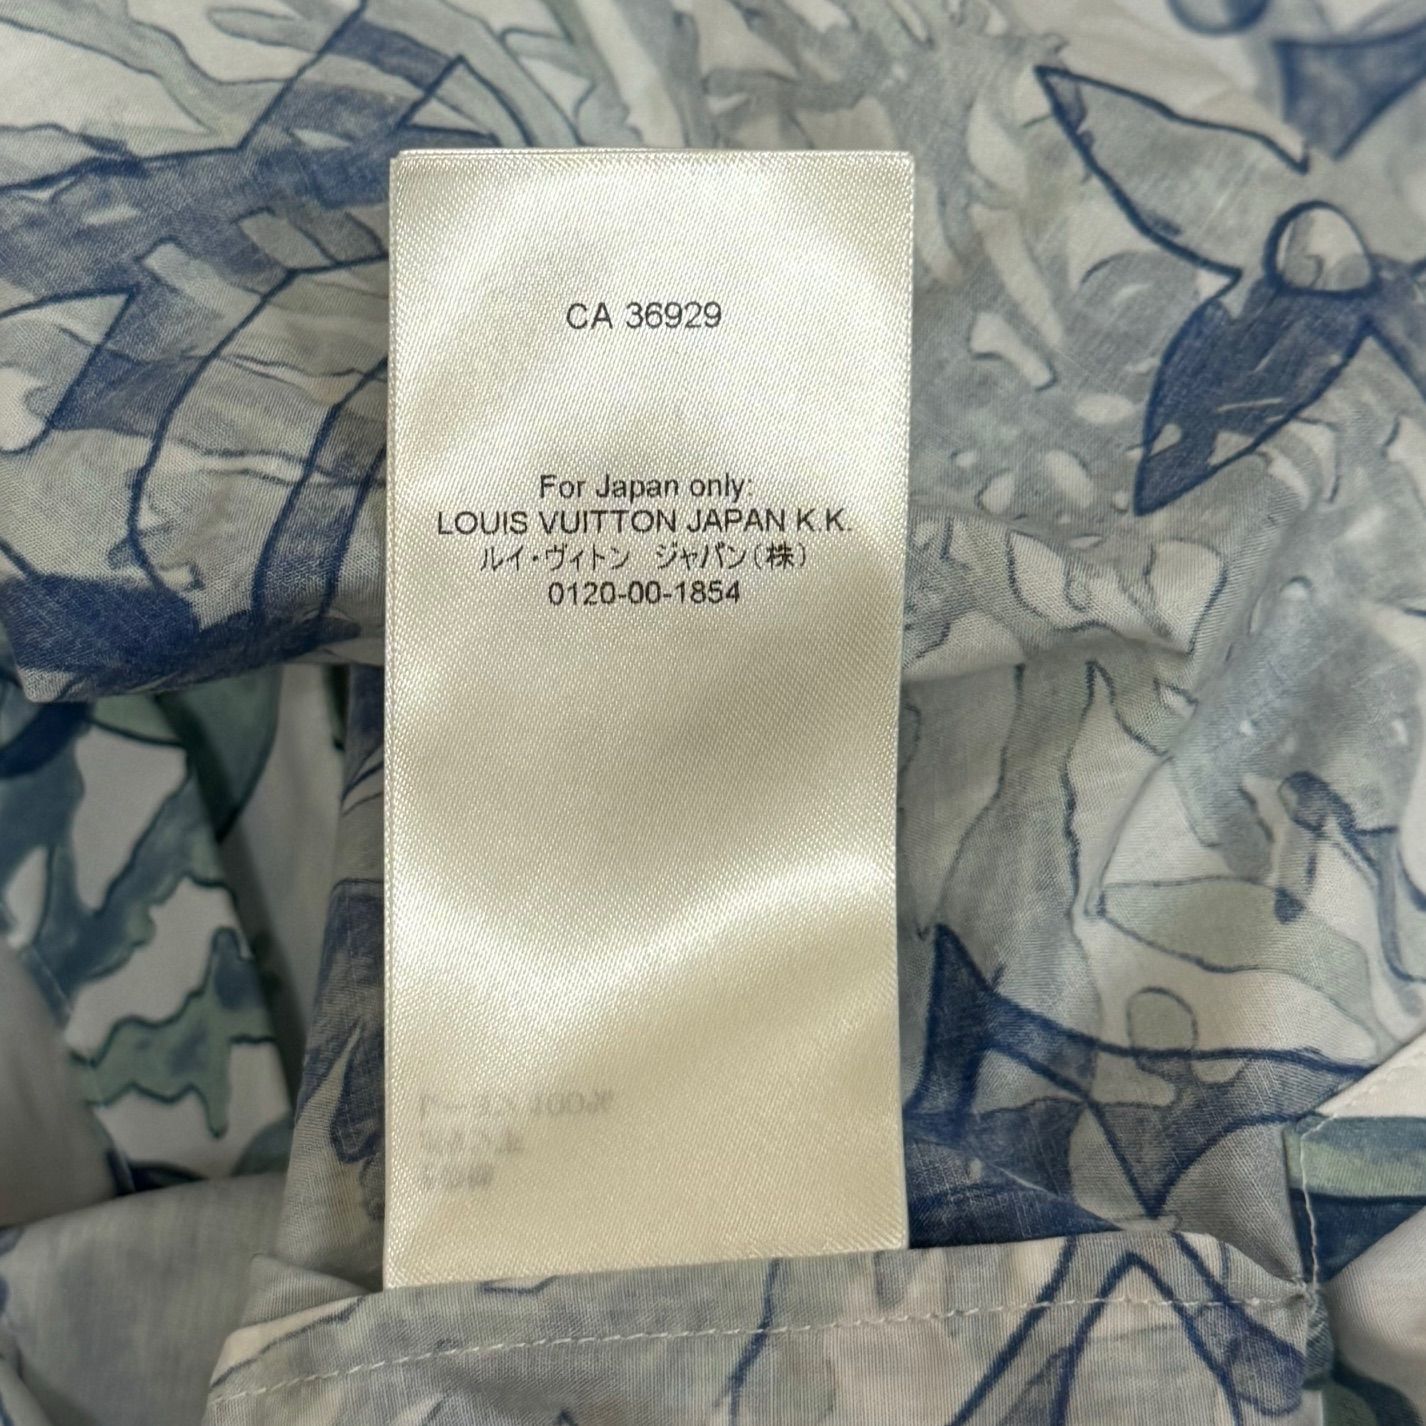 CA 36929
For Japan only:
LOUIS VUITTON JAPAN K.K.
ルイ・ヴィトン ジャパン(株)
0120-00-1854